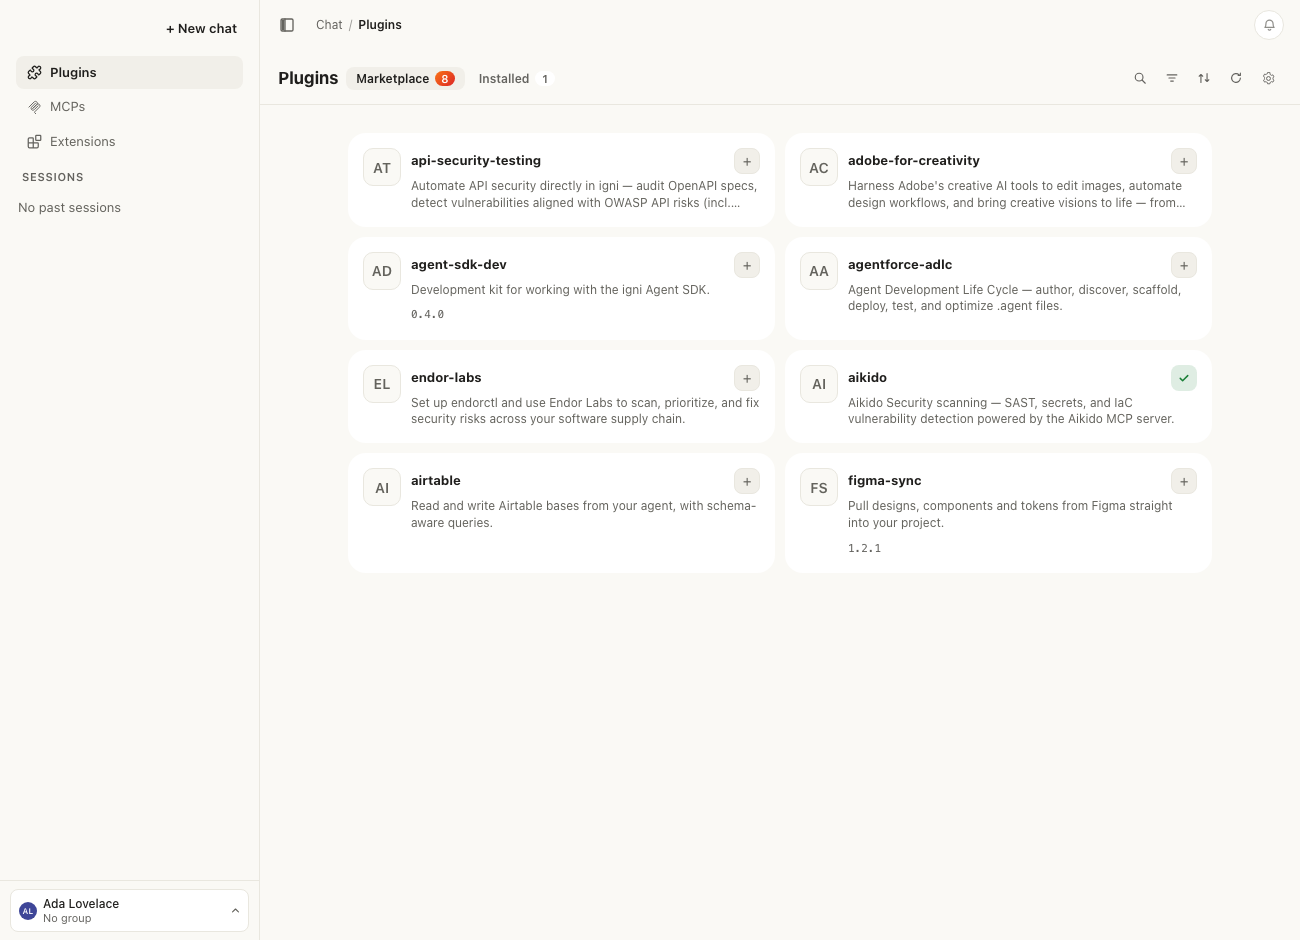 + New chat
Plugins
MCPs
Extensions
SESSIONS
No past sessions
AL
Ada Lovelace
No group
Chat / Plugins
Plugins
Marketplace 8
Installed 1
AT
api-security-testing
Automate API security directly in igni — audit OpenAPI specs,
detect vulnerabilities aligned with OWASP API risks (incl....
AC
adobe-for-creativity
Harness Adobe's creative AI tools to edit images, automate
design workflows, and bring creative visions to life — from...
AD
agent-sdk-dev
Development kit for working with the igni Agent SDK.
0.4.0
AA
agentforce-adlc
Agent Development Life Cycle — author, discover, scaffold,
deploy, test, and optimize .agent files.
EL
endor-labs
Set up endorctl and use Endor Labs to scan, prioritize, and fix
security risks across your software supply chain.
AI
aikido
Aikido Security scanning — SAST, secrets, and IaC
vulnerability detection powered by the Aikido MCP server.
AI
airtable
Read and write Airtable bases from your agent, with schema-
aware queries.
FS
figma-sync
Pull designs, components and tokens from Figma straight
into your project.
1.2.1